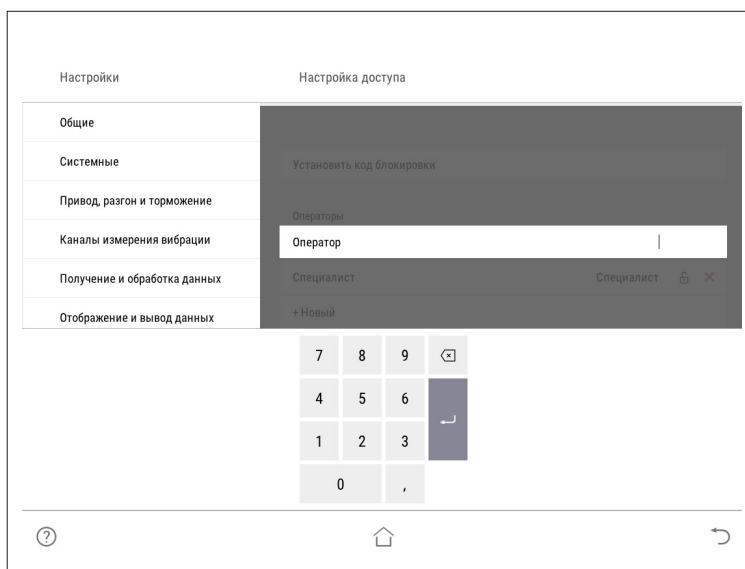 Настройки
Настройка доступа
Общие
Системные
Привод, разгон и торможение
Каналы измерения вибрации
Получение и обработка данных
Отображение и вывод данных
Установить код блокировки
Операторы
Оператор
Специалист Специалист
+ Новый
7 8 9
4 5 6
1 2 3
0 ,
?